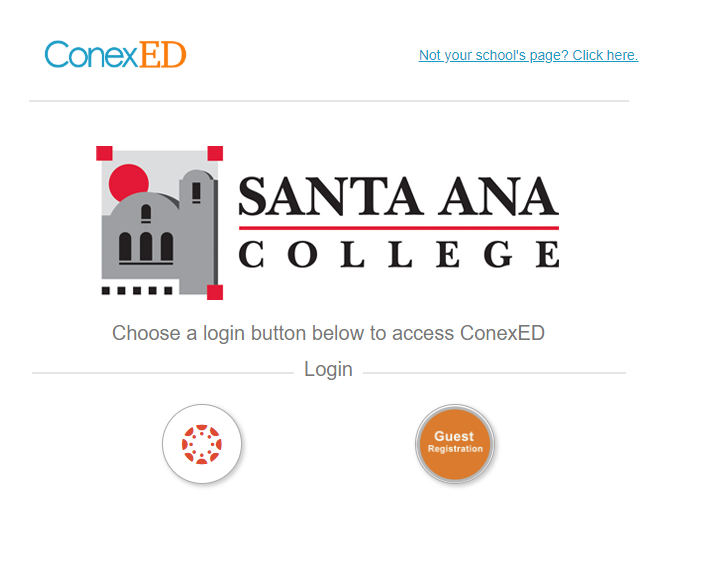 ConexED
Not your school's page? Click here.
SANTA ANA
COLLEGE
Choose a login button below to access ConexED
Login
Guest
Registration